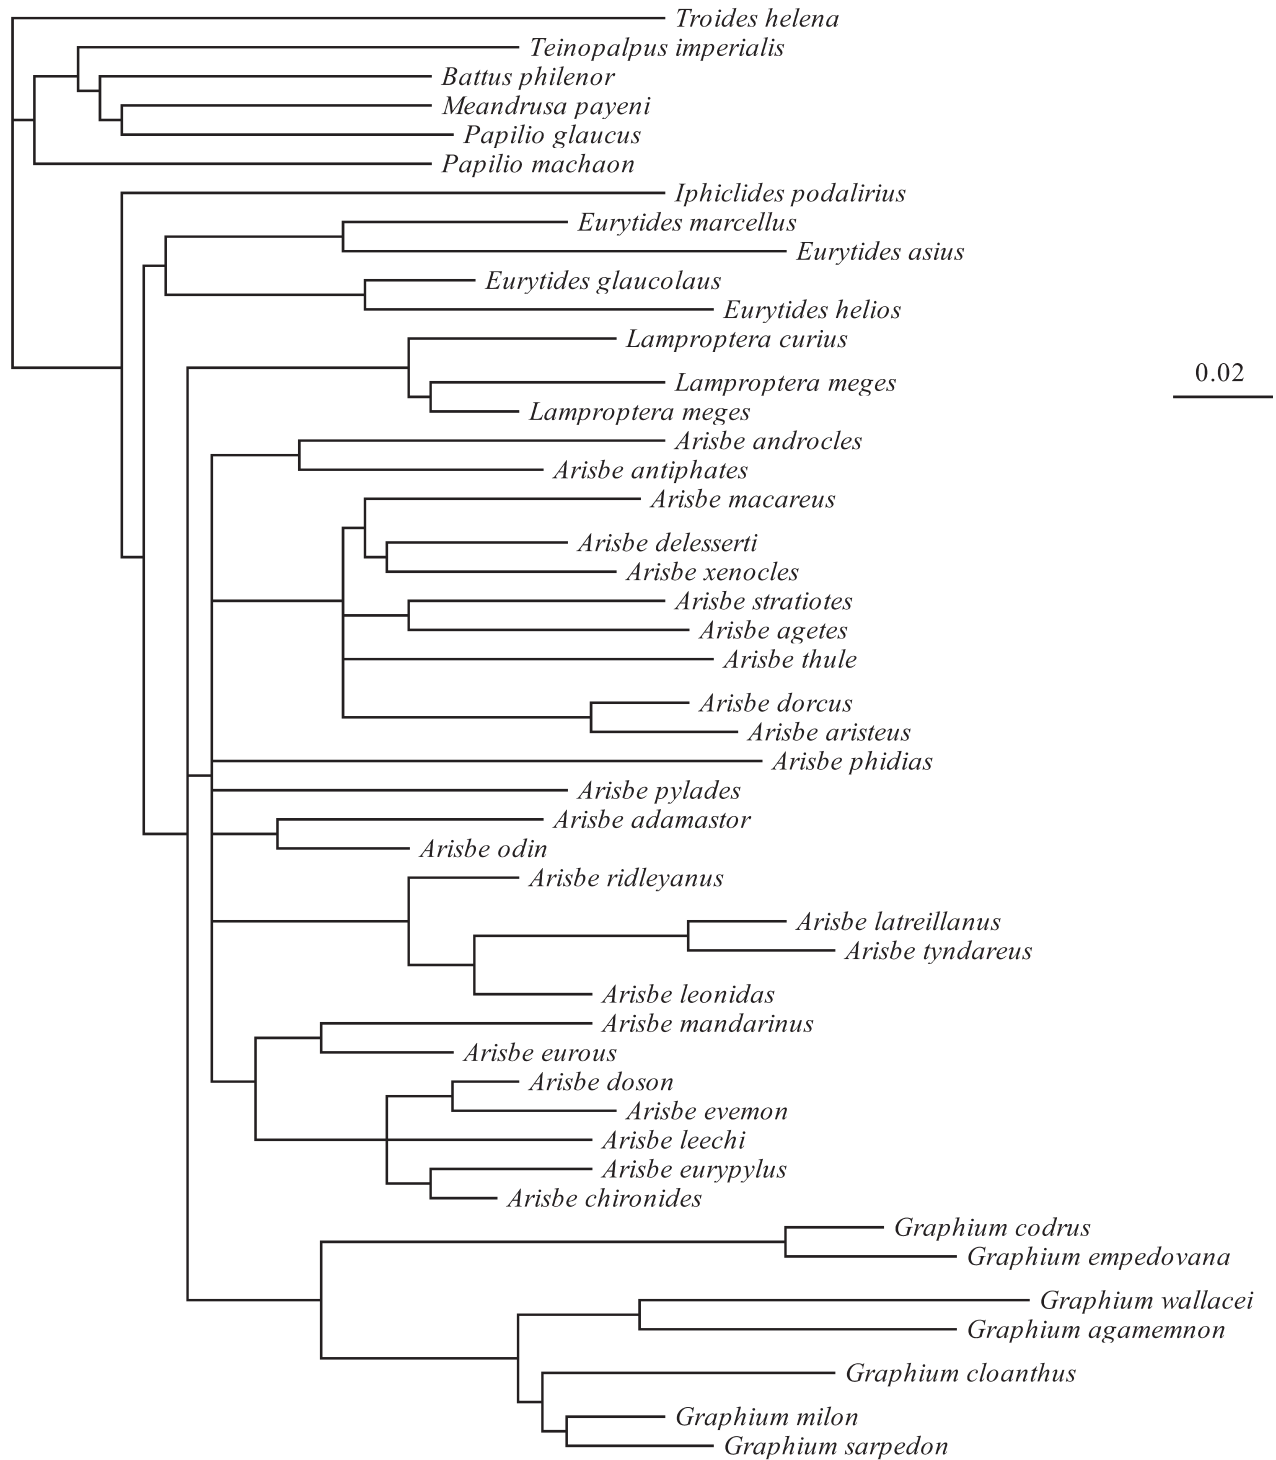 Troides helena
Teinopalpus imperialis
Battus philenor
Meandrusa payeni
Papilio glaucus
Papilio machaon
Iphiclides podalirius
Eurytides marcellus
Eurytides asius
Eurytides glaucolaus
Eurytides helios
Lamproptera curius
0.02
Lamproptera meges
Lamproptera meges
Arisbe androcles
Arisbe antiphates
Arisbe macareus
Arisbe delesserti
Arisbe xenocles
Arisbe stratiotes
Arisbe agetes
Arisbe thule
Arisbe dorcus
Arisbe aristeus
Arisbe phidias
Arisbe pylades
Arisbe adamastor
Arisbe odin
Arisbe ridleyanus
Arisbe latreillanus
Arisbe tyndareus
Arisbe leonidas
Arisbe mandarinus
Arisbe eurous
Arisbe doson
Arisbe evemon
Arisbe leechi
Arisbe eurypylus
Arisbe chironides
Graphium codrus
Graphium empedovana
Graphium wallacei
Graphium agamemnon
Graphium cloanthus
Graphium milon
Graphium sarpedon